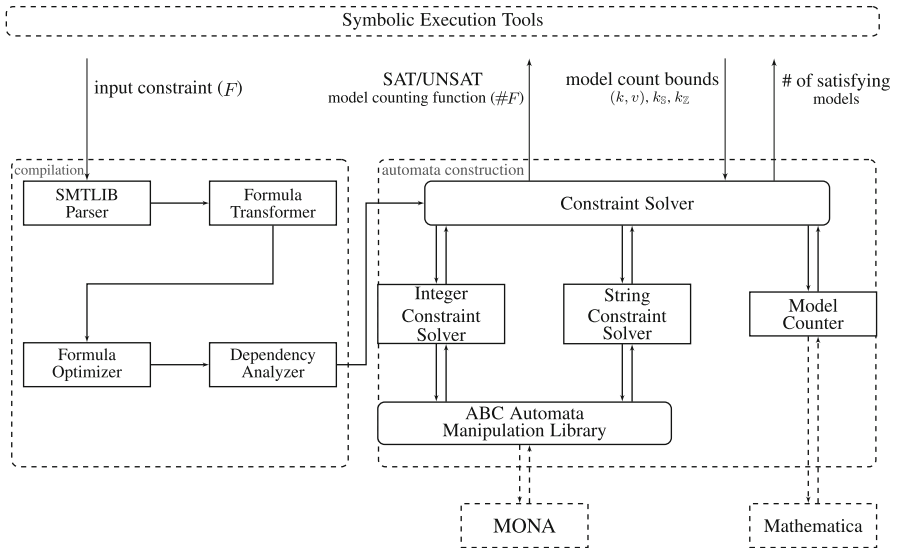 Symbolic Execution Tools
input constraint (F)
SAT/UNSAT
model counting function (#F)
model count bounds
(k, v), k𝕊, kℤ
# of satisfying
models
compilation
SMTLIB
Parser
Formula
Transformer
Formula
Optimizer
Dependency
Analyzer
automata construction
Constraint Solver
Integer
Constraint
Solver
String
Constraint
Solver
Model
Counter
ABC Automata
Manipulation Library
MONA
Mathematica